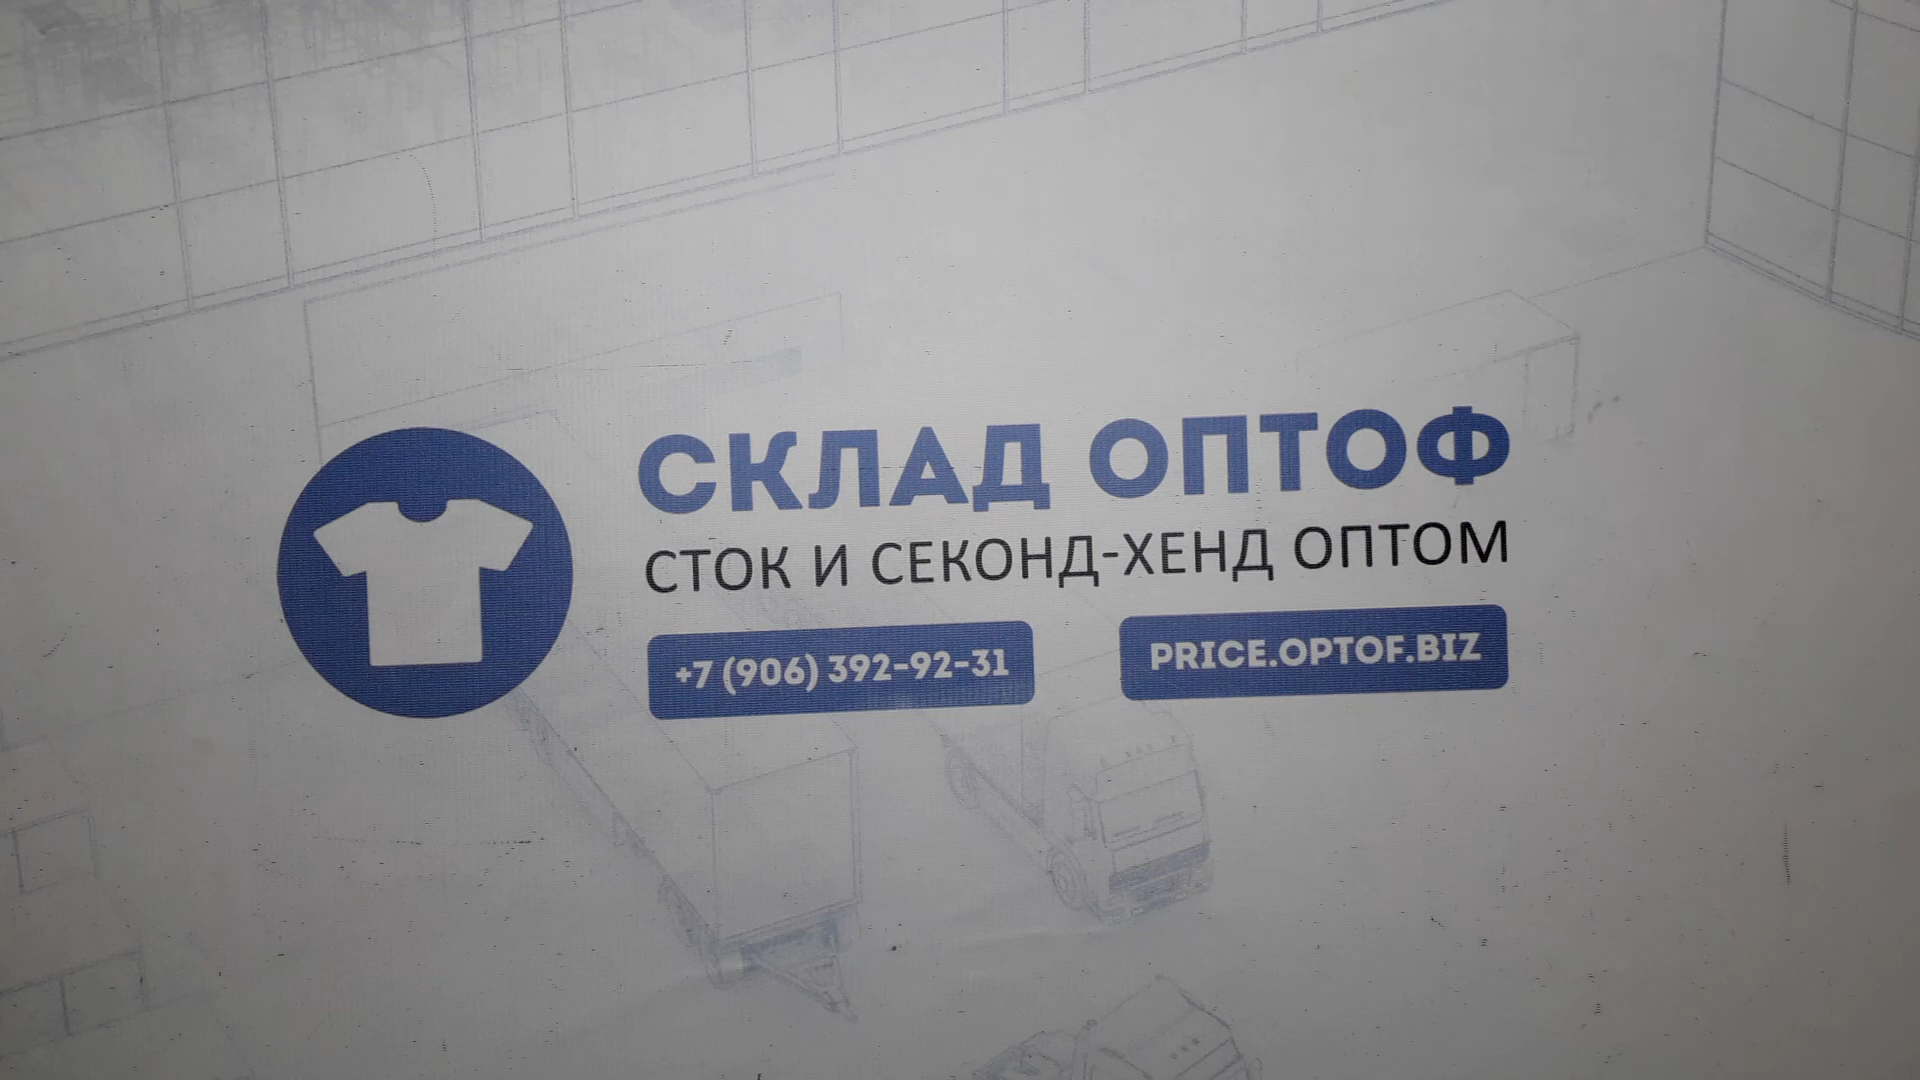 СКЛАД ОПТОФ
СТОК И СЕКОНД-ХЕНД ОПТОМ
+7 (906) 392-92-31
PRICE.OPTOF.BIZ